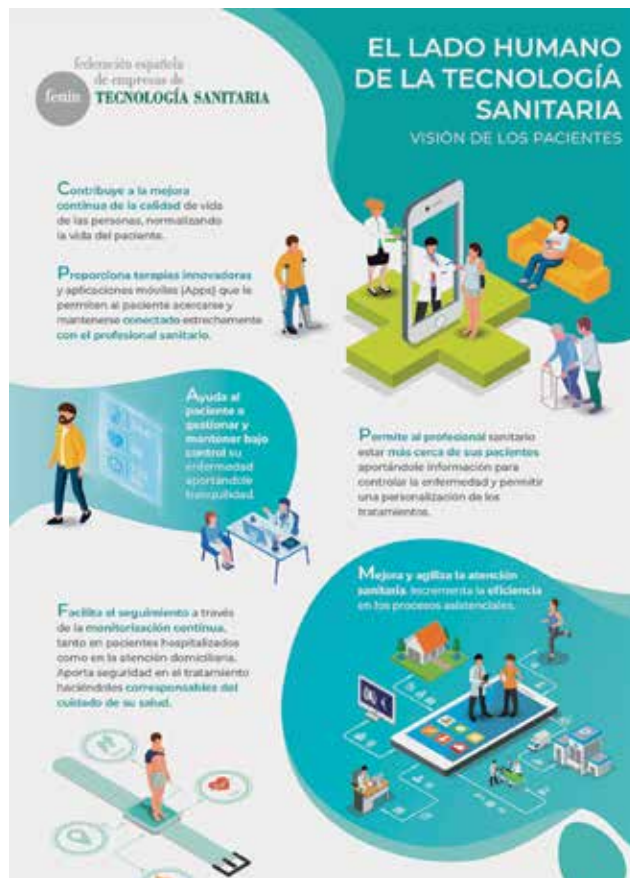 federación española
de empresas de
fenin TECNOLOGÍA SANITARIA
EL LADO HUMANO
DE LA TECNOLOGÍA
SANITARIA
VISIÓN DE LOS PACIENTES
Contribuye a la mejora
continua de la calidad de vida
de las personas, normalizando
la vida del paciente.
Proporciona terapias innovadoras
y aplicaciones móviles (Apps) que le
permiten al paciente acercarse y
mantenerse conectado estrechamente
con el profesional sanitario.
Ayuda al
paciente a
gestionar y
mantener bajo
control su
enfermedad
aportándole
tranquilidad.
Permite al profesional sanitario
estar más cerca de sus pacientes
aportándole información para
controlar la enfermedad y permitir
una personalización de los
tratamientos.
Mejora y agiliza la atención
sanitaria. Incrementa la eficiencia
en los procesos asistenciales.
Facilita el seguimiento a través
de la monitorización continua,
tanto en pacientes hospitalizados
como en la atención domiciliaria.
Aporta seguridad en el tratamiento
haciéndoles corresponsables del
cuidado de su salud.